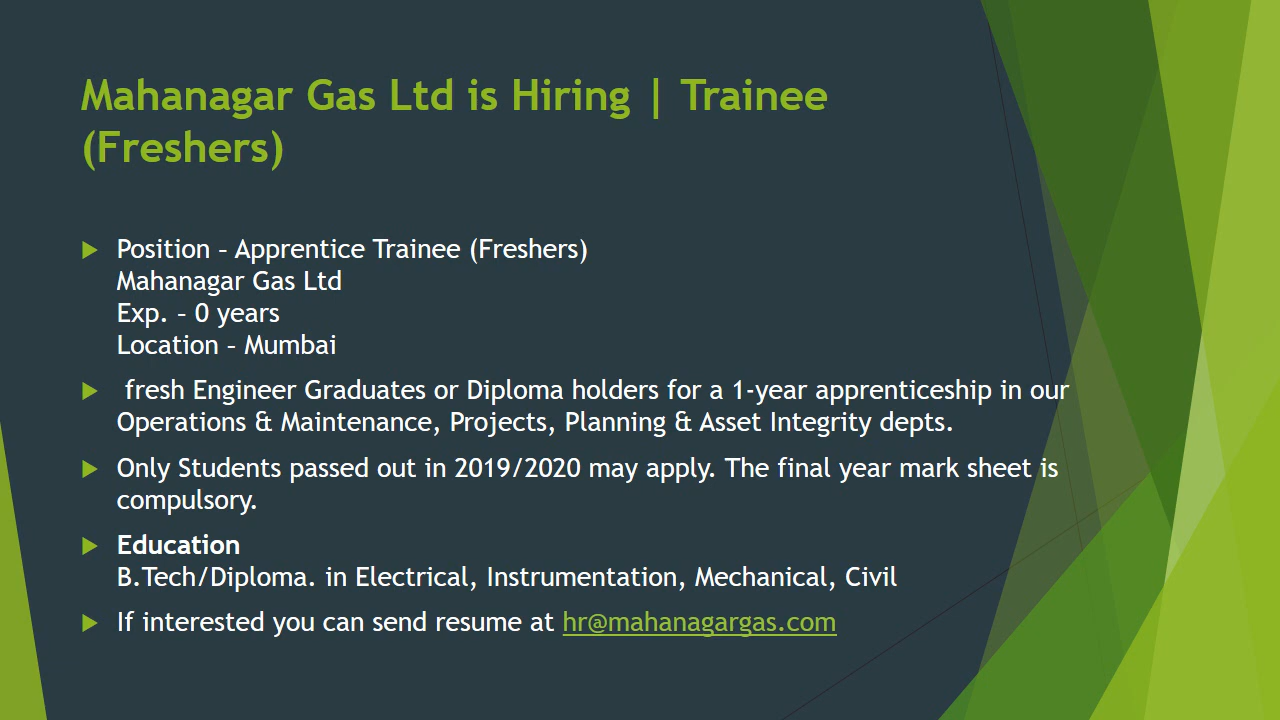 Mahanagar Gas Ltd is Hiring | Trainee
(Freshers)
Position – Apprentice Trainee (Freshers)
Mahanagar Gas Ltd
Exp. – 0 years
Location – Mumbai
fresh Engineer Graduates or Diploma holders for a 1-year apprenticeship in our
Operations & Maintenance, Projects, Planning & Asset Integrity depts.
Only Students passed out in 2019/2020 may apply. The final year mark sheet is
compulsory.
Education
B.Tech/Diploma. in Electrical, Instrumentation, Mechanical, Civil
If interested you can send resume at hr@mahanagargas.com